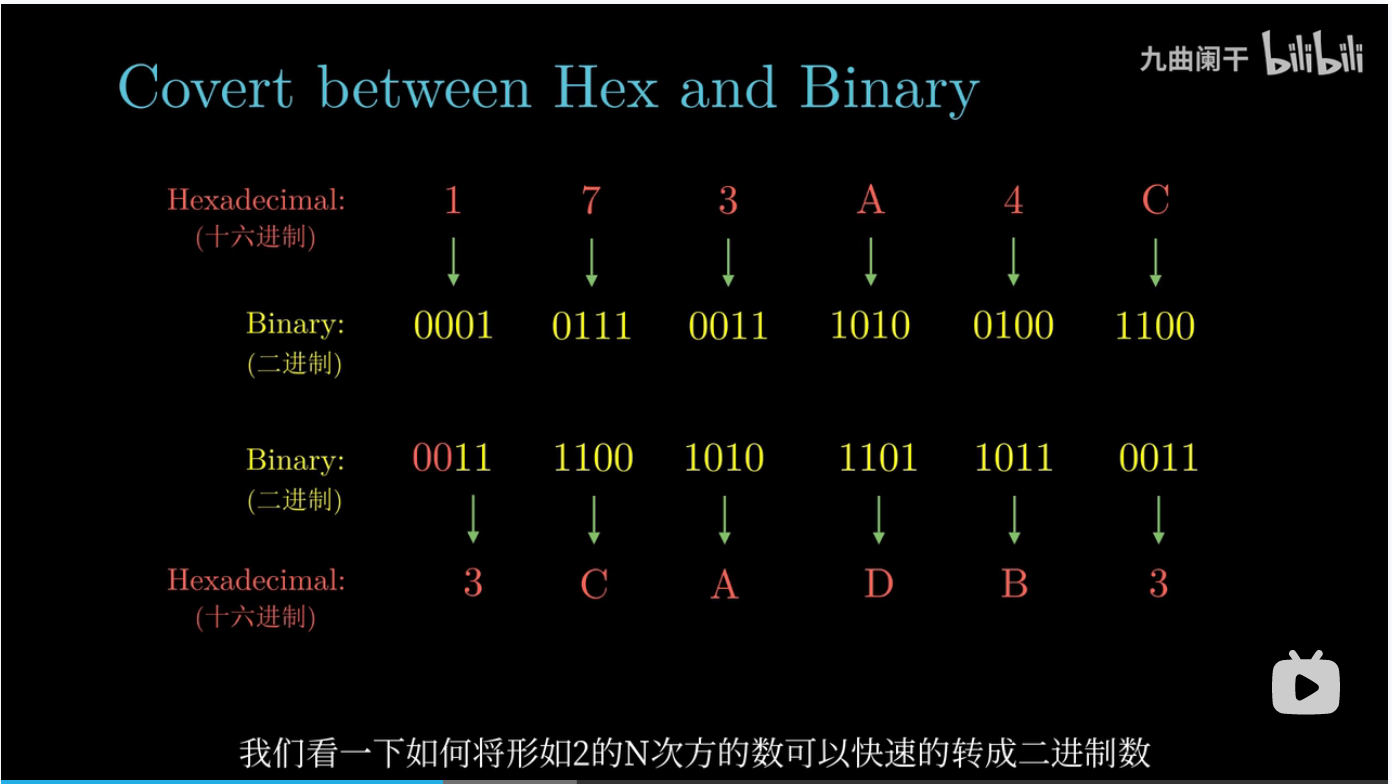 九曲阑干 bilibili
Covert between Hex and Binary
Hexadecimal: 1 7 3 A 4 C
(十六进制)
Binary: 0001 0111 0011 1010 0100 1100
(二进制)
Binary: 0011 1100 1010 1101 1011 0011
(二进制)
Hexadecimal: 3 C A D B 3
(十六进制)
我们看一下如何将形如2的N次方的数可以快速的转成二进制数